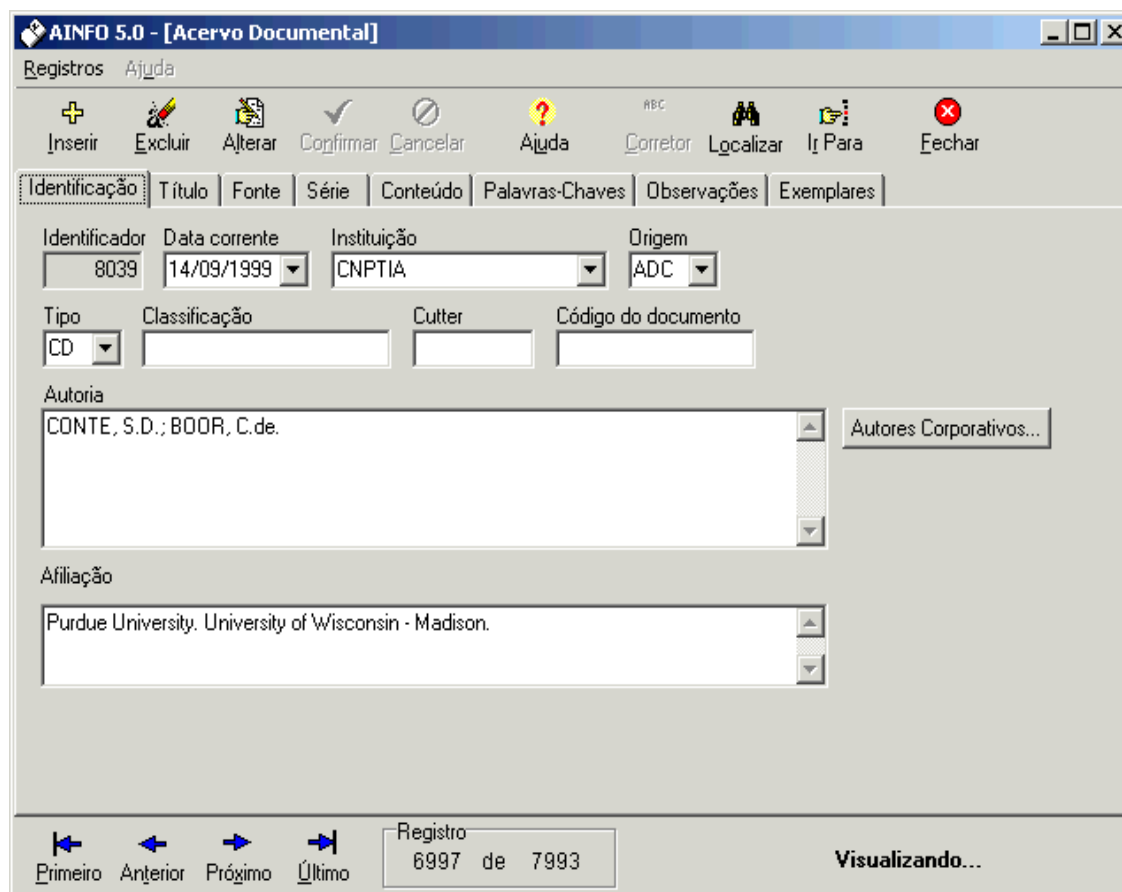 AINFO 5.0 - [Acervo Documental]
Registros Ajuda
ABC
Inserir Excluir Alterar Confirmar Cancelar Ajuda Corretor Localizar Ir Para Fechar
Identificação Título Fonte Série Conteúdo Palavras-Chaves Observações Exemplares
Identificador Data corrente Instituição Origem
8039 14/09/1999 CNPTIA ADC
Tipo Classificação Cutter Código do documento
CD
Autoria
CONTE, S.D.; BOOR, C.de.
Autores Corporativos...
Afiliação
Purdue University. University of Wisconsin - Madison.
Registro
Primeiro Anterior Próximo Último 6997 de 7993 Visualizando...